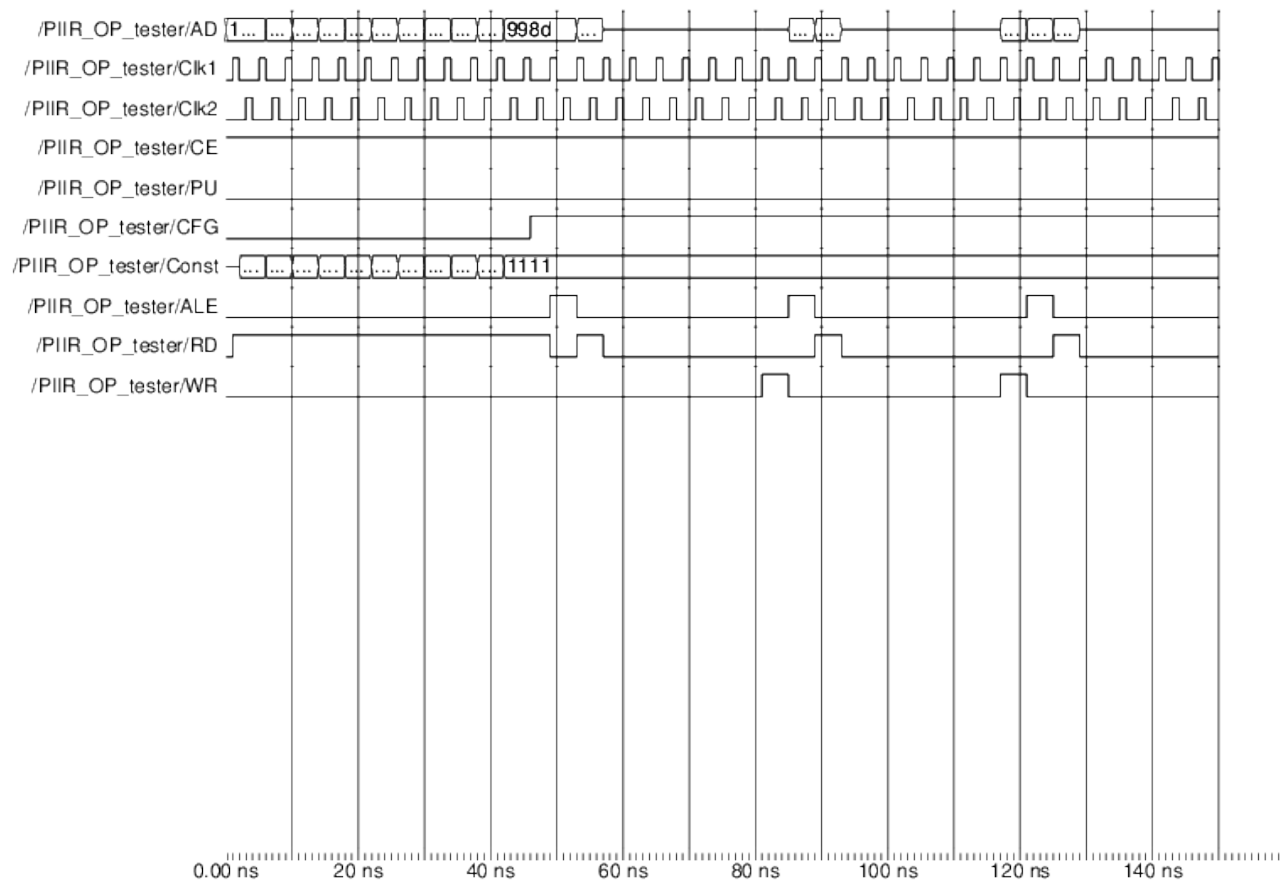 /PIIR_OP_tester/AD 1... ... ... ... ... ... ... ... ... ... 998d ... ... ... ... ... ...
/PIIR_OP_tester/Clk1
/PIIR_OP_tester/Clk2
/PIIR_OP_tester/CE
/PIIR_OP_tester/PU
/PIIR_OP_tester/CFG
/PIIR_OP_tester/Const ... ... ... ... ... ... ... ... ... ... 1111
/PIIR_OP_tester/ALE
/PIIR_OP_tester/RD
/PIIR_OP_tester/WR
0.00 ns 20 ns 40 ns 60 ns 80 ns 100 ns 120 ns 140 ns